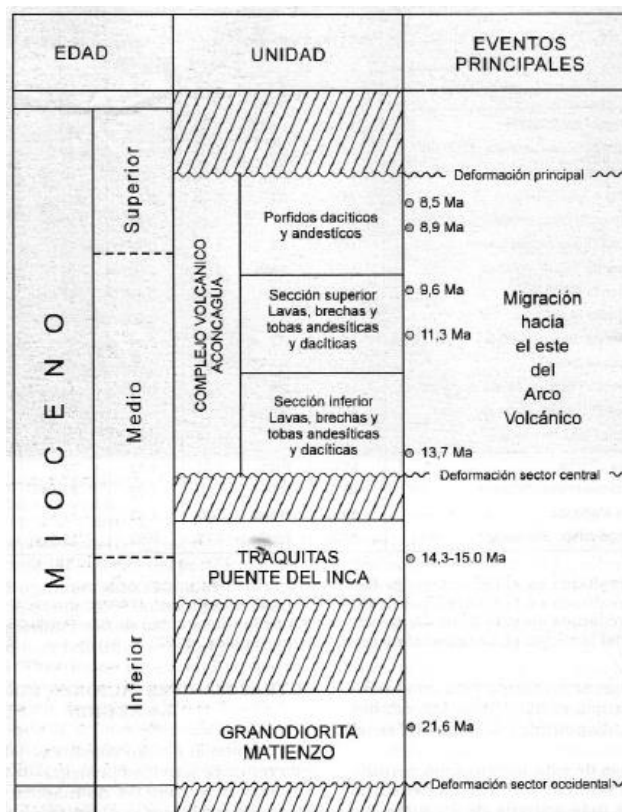 EDAD
UNIDAD
EVENTOS
PRINCIPALES
MIOCENO
Superior
Medio
Inferior
COMPLEJO VOLCANICO
ACONCAGUA
Porfidos dacíticos
y andestícos
Sección superior
Lavas, brechas y
tobas andesíticas
y dacíticas
Sección inferior
Lavas, brechas y
tobas andesíticas
y dacíticas
TRAQUITAS
PUENTE DEL INCA
GRANODIORITA
MATIENZO
Deformación principal
8,5 Ma
8,9 Ma
9,6 Ma
11,3 Ma
13,7 Ma
Migración
hacia
el este
del
Arco
Volcánico
Deformación sector central
14,3-15.0 Ma
21,6 Ma
Deformación sector occidental